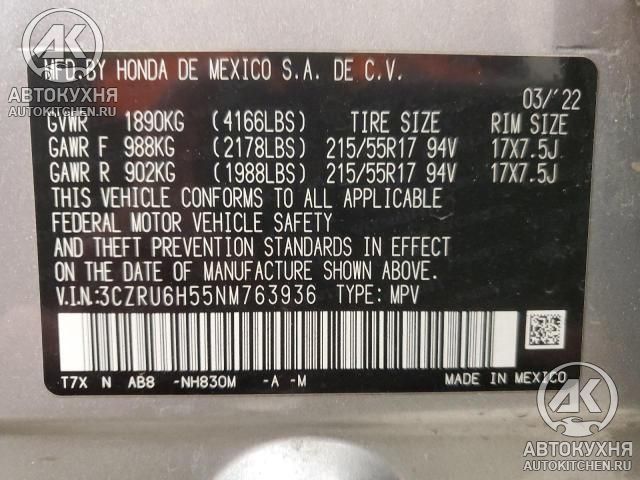 АВТОКУХНЯ
AUTOKITCHEN.RU
MFD.BY HONDA DE MEXICO S.A. DE C.V.
03/'22
GVWR 1890KG (4166LBS) TIRE SIZE RIM SIZE
GAWR F 988KG (2178LBS) 215/55R17 94V 17X7.5J
GAWR R 902KG (1988LBS) 215/55R17 94V 17X7.5J
THIS VEHICLE CONFORMS TO ALL APPLICABLE
FEDERAL MOTOR VEHICLE SAFETY
AND THEFT PREVENTION STANDARDS IN EFFECT
ON THE DATE OF MANUFACTURE SHOWN ABOVE.
V.I.N:3CZRU6H55NM763936 TYPE: MPV
T7X N AB8 -NH830M -A -M MADE IN MEXICO
АВТОКУХНЯ
AUTOKITCHEN.RU